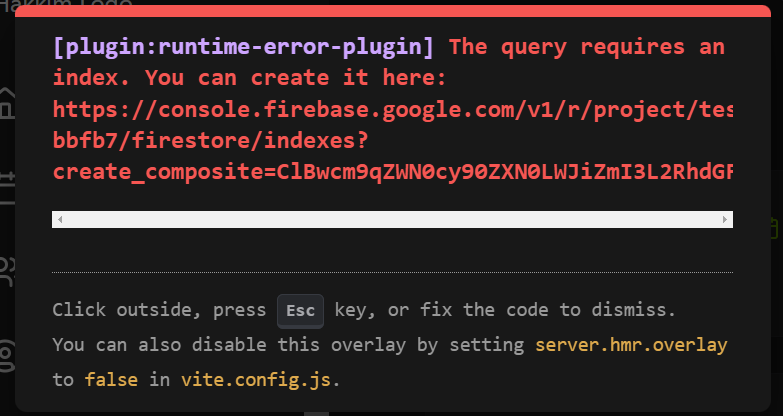 [plugin:runtime-error-plugin] The query requires an
index. You can create it here:
https://console.firebase.google.com/v1/r/project/tes
bbfb7/firestore/indexes?
create_composite=ClBwcm9qZWN0cy90ZXN0LWJiZmI3L2RhdGF
Click outside, press Esc key, or fix the code to dismiss.
You can also disable this overlay by setting server.hmr.overlay
to false in vite.config.js.